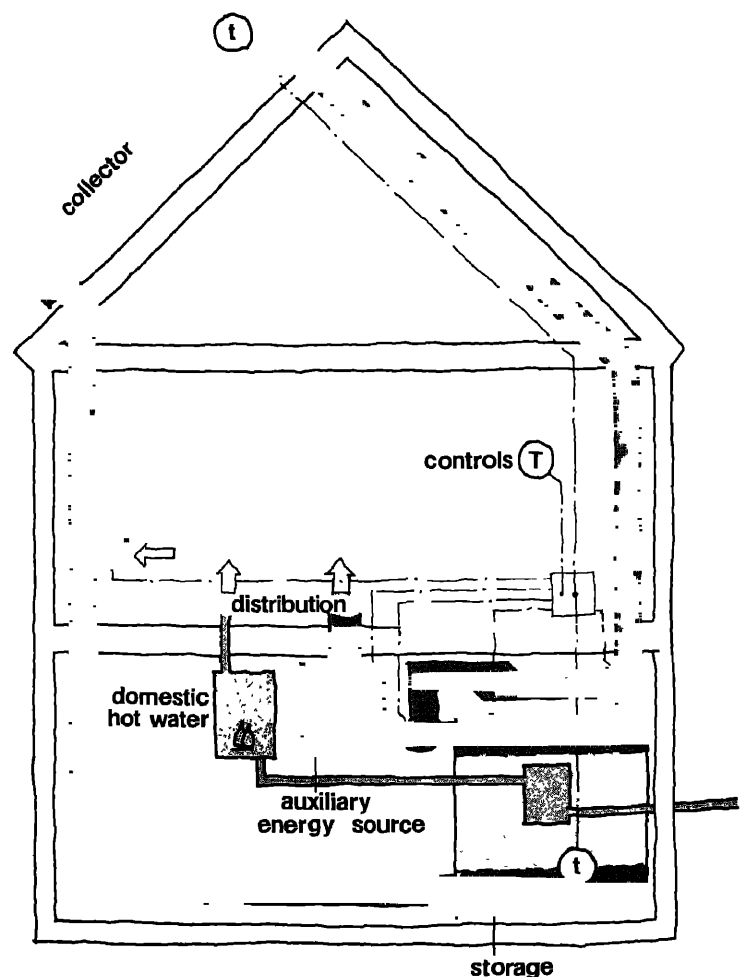 t
collector
controls T
distribution
domestic
hot water
auxiliary
energy source
t
storage